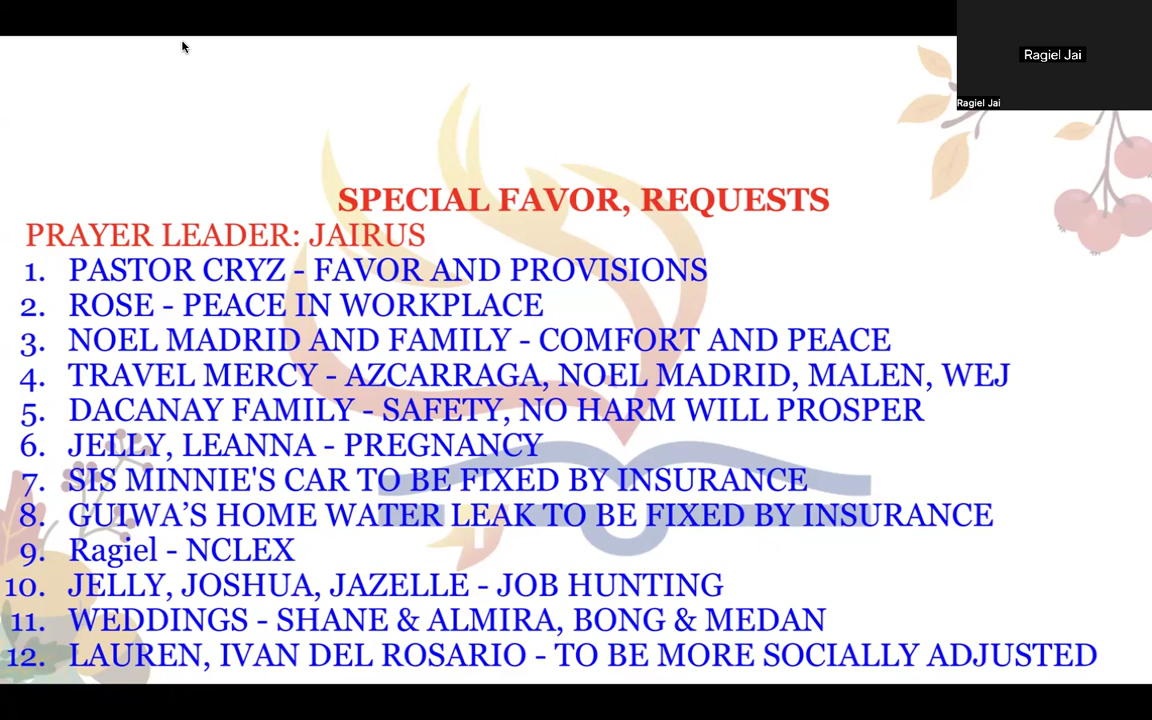 Ragiel Jai
Ragiel Jai
SPECIAL FAVOR, REQUESTS
PRAYER LEADER: JAIRUS
1. PASTOR CRYZ - FAVOR AND PROVISIONS
2. ROSE - PEACE IN WORKPLACE
3. NOEL MADRID AND FAMILY - COMFORT AND PEACE
4. TRAVEL MERCY - AZCARRAGA, NOEL MADRID, MALEN, WEJ
5. DACANAY FAMILY - SAFETY, NO HARM WILL PROSPER
6. JELLY, LEANNA - PREGNANCY
7. SIS MINNIE'S CAR TO BE FIXED BY INSURANCE
8. GUIWA’S HOME WATER LEAK TO BE FIXED BY INSURANCE
9. Ragiel - NCLEX
10. JELLY, JOSHUA, JAZELLE - JOB HUNTING
11. WEDDINGS - SHANE & ALMIRA, BONG & MEDAN
12. LAUREN, IVAN DEL ROSARIO - TO BE MORE SOCIALLY ADJUSTED